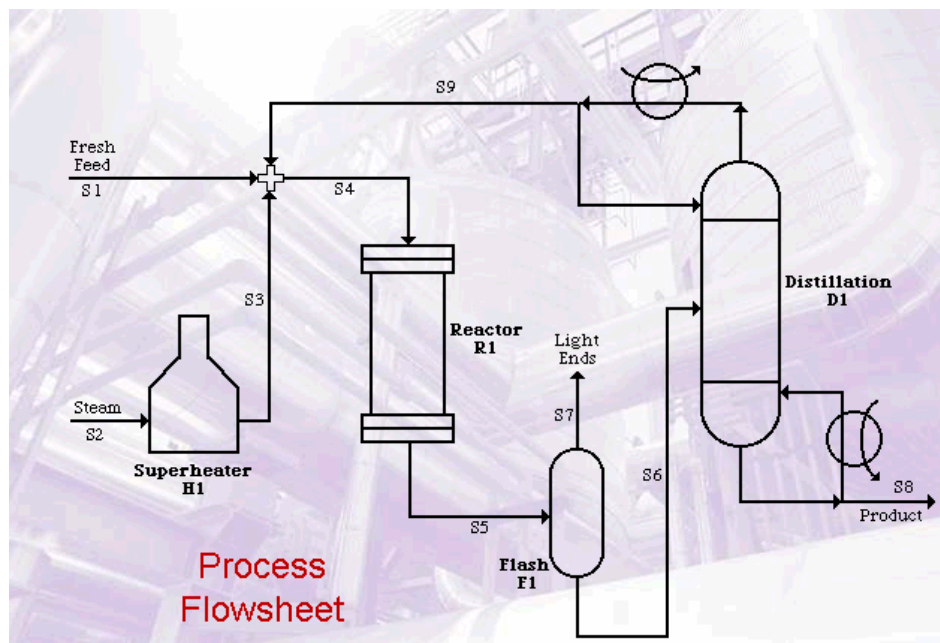 S9
Fresh
Feed
S1
S4
S3
Reactor
R1
Distillation
D1
Light
Ends
Steam
S2
S7
S6
Superheater
H1
S5
S8
Product
Flash
F1
Process
Flowsheet